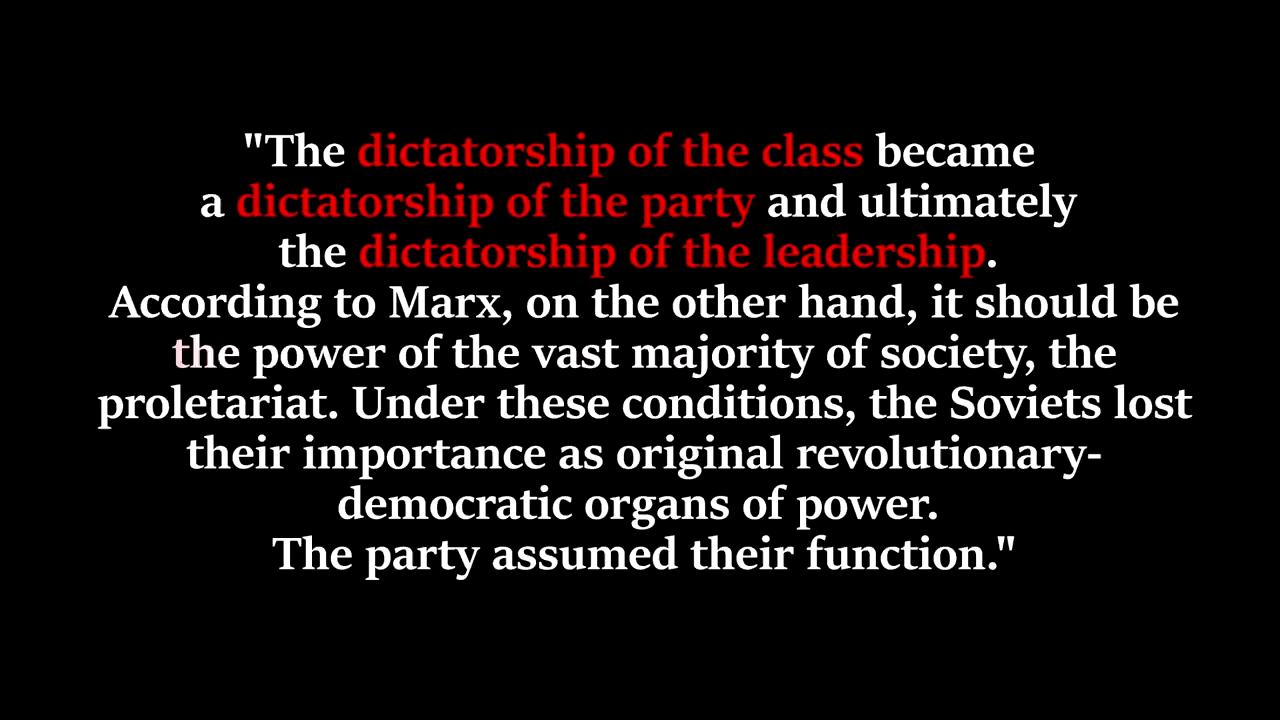 "The dictatorship of the class became
a dictatorship of the party and ultimately
the dictatorship of the leadership.
According to Marx, on the other hand, it should be
the power of the vast majority of society, the
proletariat. Under these conditions, the Soviets lost
their importance as original revolutionary-
democratic organs of power.
The party assumed their function."